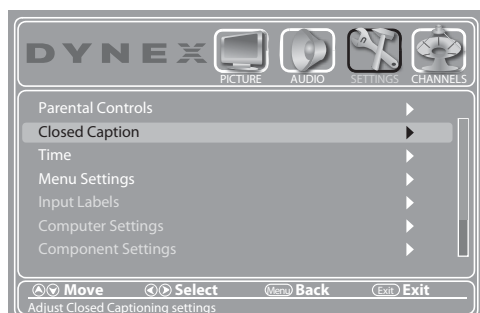 DYNEX
PICTURE AUDIO SETTINGS CHANNELS
Parental Controls
Closed Caption
Time
Menu Settings
Input Labels
Computer Settings
Component Settings
Move Select Menu Back Exit Exit
Adjust Closed Captioning settings